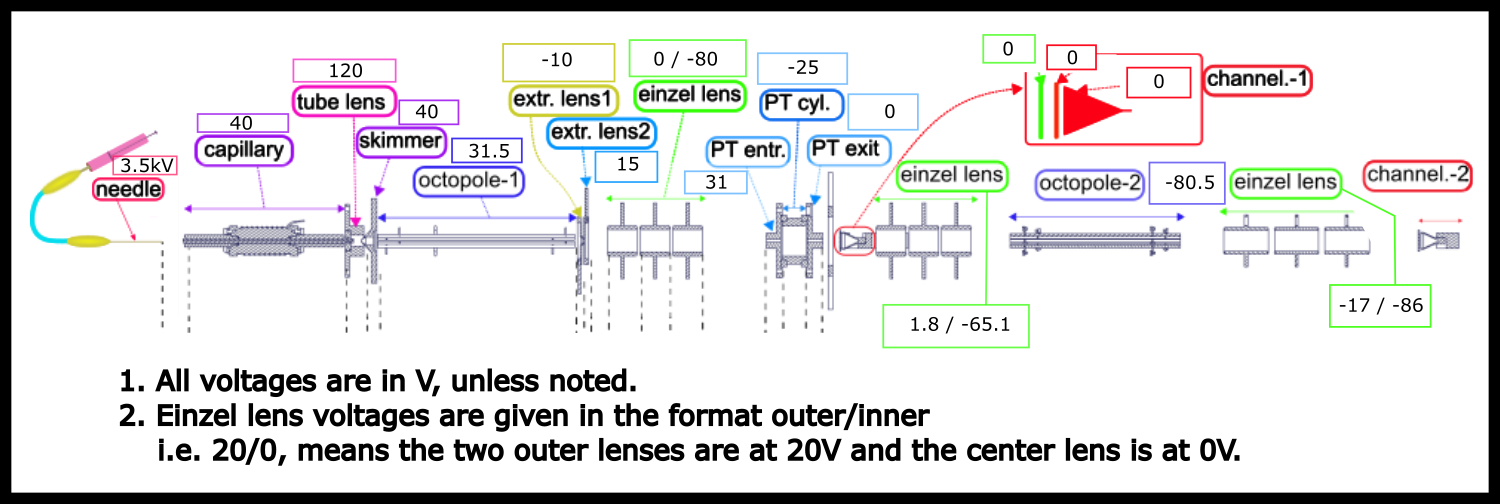 0
0
-10
0 / -80
-25
120
0
channel.-1
tube lens
extr. lens1
einzel lens
PT cyl.
40
40
0
extr. lens2
skimmer
capillary
31.5
PT entr.
PT exit
3.5kV
15
needle
octopole-1
31
einzel lens
octopole-2
-80.5
einzel lens
channel.-2
1.8 / -65.1
-17 / -86
1. All voltages are in V, unless noted.
2. Einzel lens voltages are given in the format outer/inner
i.e. 20/0, means the two outer lenses are at 20V and the center lens is at 0V.